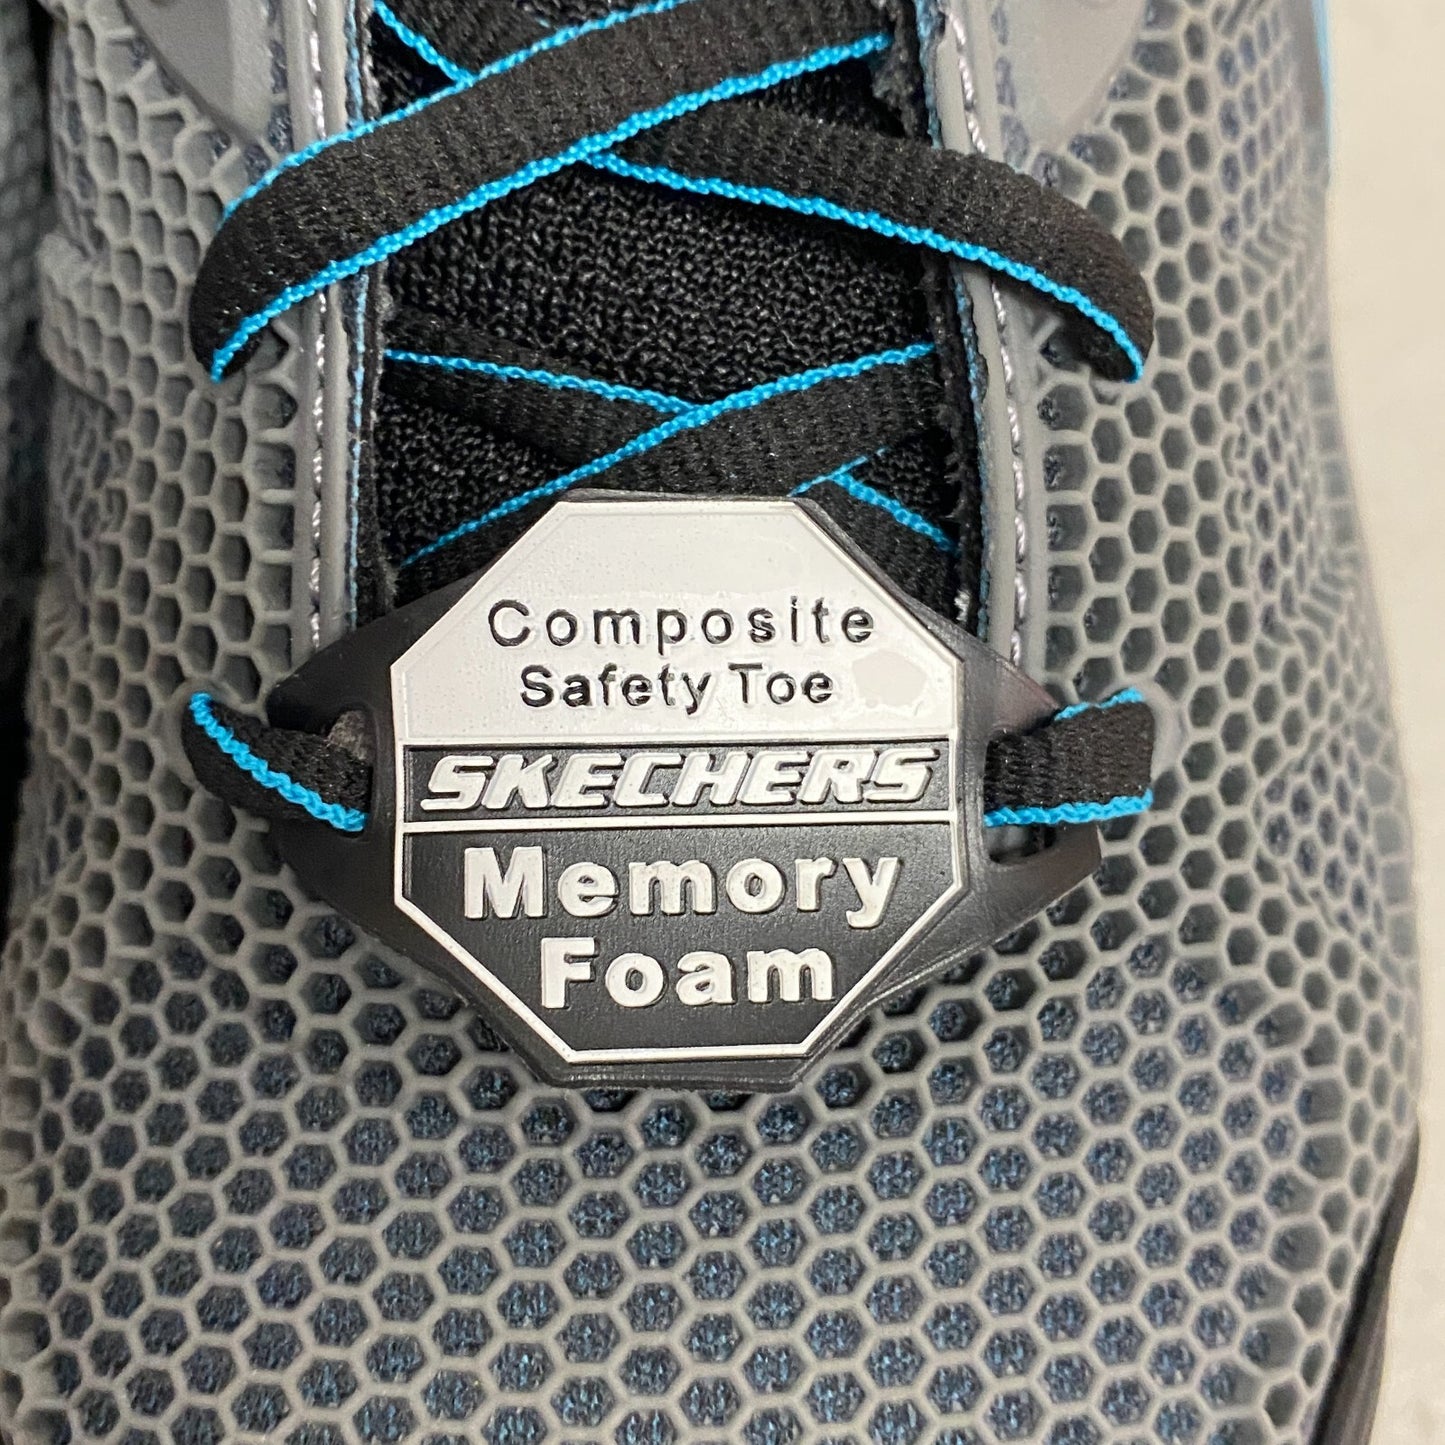 Composite
Safety Toe
SKECHERS
Memory
Foam